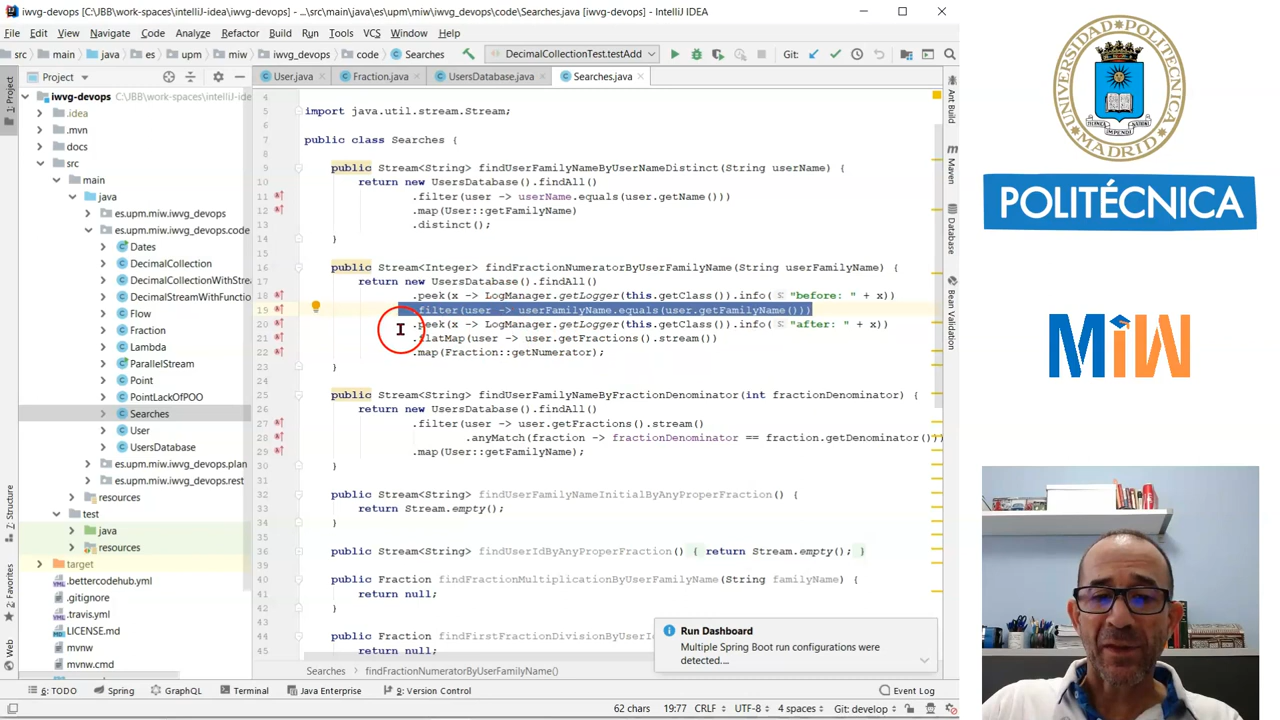 iwvg-devops [C:\JBB\work-spaces\intelliJ-idea\iwvg-devops] - ...\src\main\java\es\upm\miw\iwvg_devops\code\Searches.java [iwvg-devops] - IntelliJ IDEA
File Edit View Navigate Code Analyze Refactor Build Run Tools VCS Window Help
src main java es upm miw iwvg_devops code Searches DecimalCollectionTest.testAdd Git:
Project User.java Fraction.java UsersDatabase.java Searches.java
1: Project
iwvg-devops C:\JBB\work-spaces\intelliJ-ide
.idea
.mvn
docs
src
main
java
es.upm.miw.iwvg_devops
es.upm.miw.iwvg_devops.code
Dates
DecimalCollection
DecimalCollectionWithStre
DecimalStreamWithFunctio
Flow
Fraction
Lambda
ParallelStream
Point
PointLackOfPOO
Searches
User
UsersDatabase
es.upm.miw.iwvg_devops.plan
es.upm.miw.iwvg_devops.rest
resources
test
java
resources
target
.bettercodehub.yml
.gitignore
.travis.yml
LICENSE.md
mvnw
mvnw.cmd
Z: Structure
2: Favorites
Web
4
5 import java.util.stream.Stream;
6
7 public class Searches {
8
9 public Stream<String> findUserFamilyNameByUserNameDistinct(String userName) {
10 return new UsersDatabase().findAll()
11 .filter(user -> userName.equals(user.getName()))
12 .map(User::getFamilyName)
13 .distinct();
14 }
15
16 public Stream<Integer> findFractionNumeratorByUserFamilyName(String userFamilyName) {
17 return new UsersDatabase().findAll()
18 .peek(x -> LogManager.getLogger(this.getClass()).info( s: "before: " + x))
19 .filter(user -> userFamilyName.equals(user.getFamilyName()))
20 .peek(x -> LogManager.getLogger(this.getClass()).info( s: "after: " + x))
21 .flatMap(user -> user.getFractions().stream())
22 .map(Fraction::getNumerator);
23 }
24
25 public Stream<String> findUserFamilyNameByFractionDenominator(int fractionDenominator) {
26 return new UsersDatabase().findAll()
27 .filter(user -> user.getFractions().stream()
28 .anyMatch(fraction -> fractionDenominator == fraction.getDenominator()))
29 .map(User::getFamilyName);
30 }
31
32 public Stream<String> findUserFamilyNameInitialByAnyProperFraction() {
33 return Stream.empty();
34 }
35
36 public Stream<String> findUserIdByAnyProperFraction() { return Stream.empty(); }
39
40 public Fraction findFractionMultiplicationByUserFamilyName(String familyName) {
41 return null;
42 }
43
44 public Fraction findFirstFractionDivisionByUserI
45 return null;
Ant Build
Maven
Database
Bean Validation
Run Dashboard
Multiple Spring Boot run configurations were
detected....
Searches findFractionNumeratorByUserFamilyName()
6: TODO Spring GraphQL Terminal Java Enterprise 9: Version Control Event Log
62 chars 19:77 CRLF UTF-8 4 spaces Git: develop
UNIVERSIDAD POLITÉCNICA
DE MADRID
POLITÉCNICA
MiW